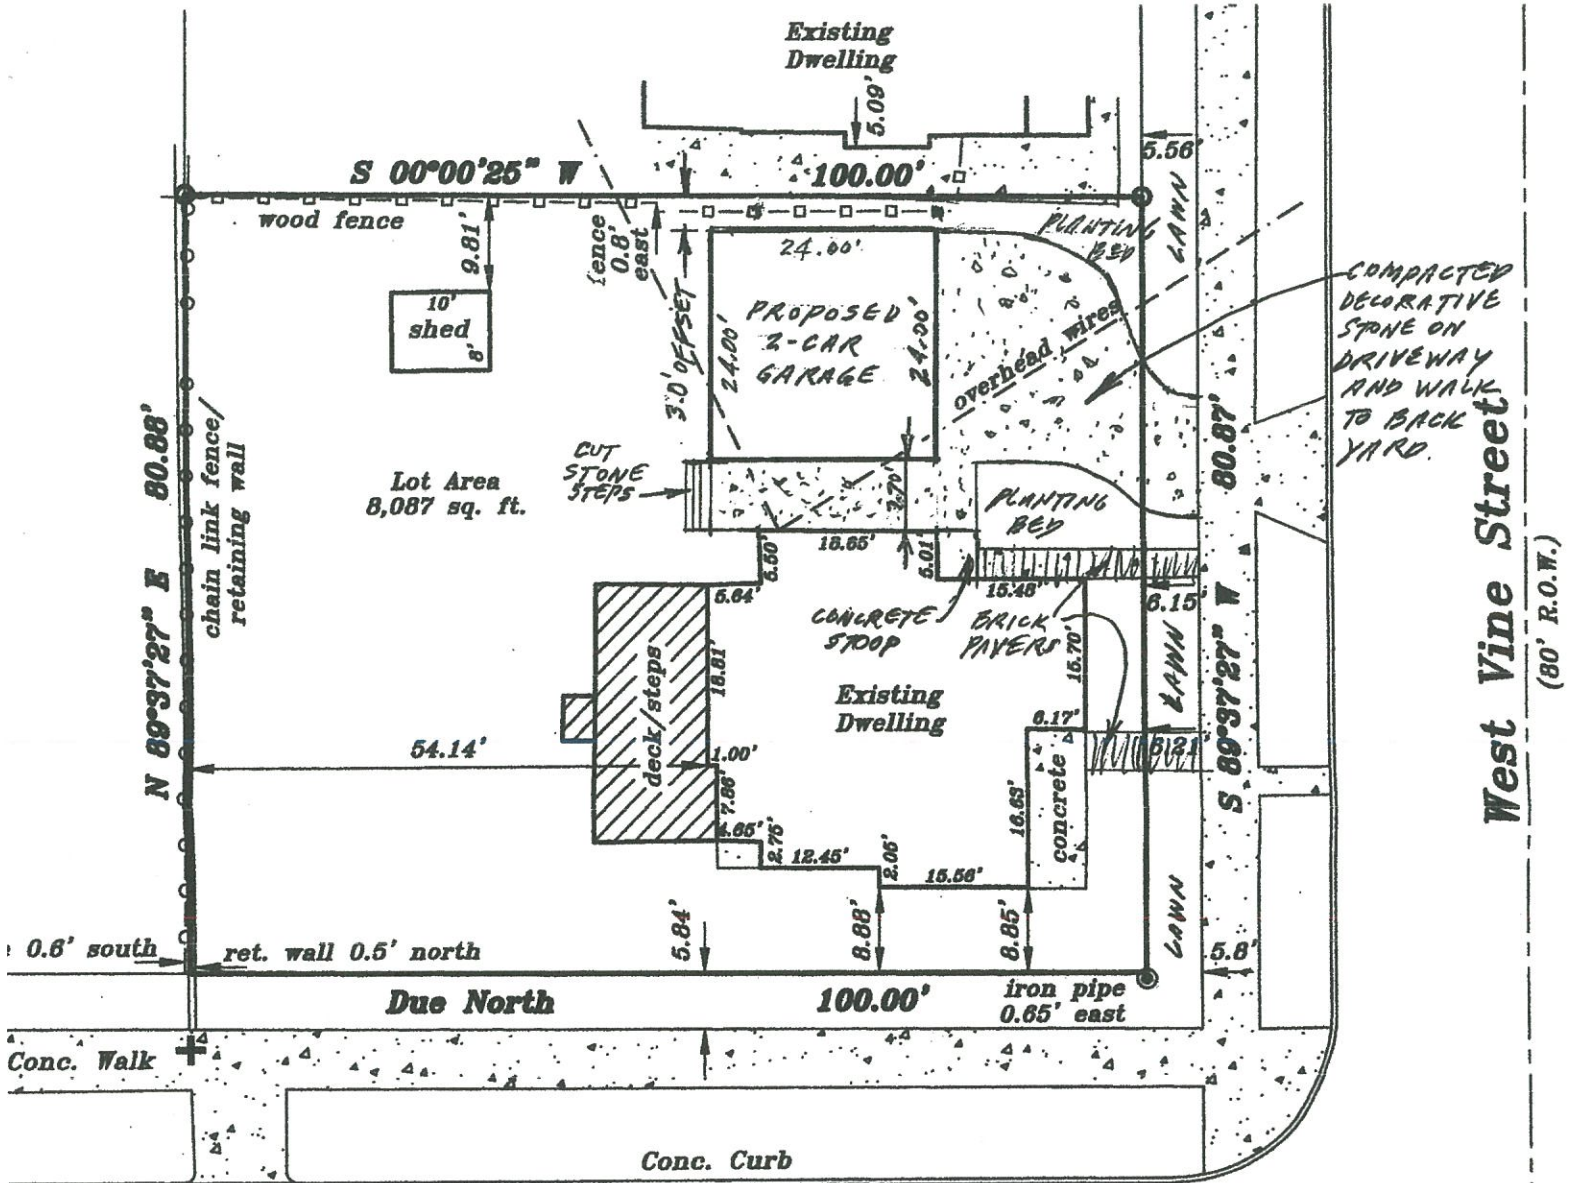 Existing
Dwelling
5.09'
5.56'
S 00°00'25" W
100.00'
wood fence
9.81'
fence
0.8'
east
10'
shed
8'
3.0' OFFSET
24.00'
24.00'
24.00'
PROPOSED
2-CAR
GARAGE
PLANTING
BED
LAWN
overhead wires
COMPACTED
DECORATIVE
STONE ON
DRIVEWAY
AND WALK
TO BACK
YARD.
N 89°37'27" E 80.88'
chain link fence/
retaining wall
Lot Area
8,087 sq. ft.
CUT
STONE
STEPS
7.70'
PLANTING
BED
18.65'
5.50'
5.01'
5.64'
15.48'
6.15'
CONCRETE
STOOP
BRICK
PAVERS
15.70'
18.81'
deck/steps
Existing
Dwelling
6.17'
6.21'
LAWN
S 89°37'27" W 80.87'
West Vine Street
(80' R.O.W.)
54.14'
1.00'
7.86'
4.65'
2.75'
12.45'
2.05'
15.56'
16.63'
concrete
5.84'
8.88'
8.85'
LAWN
5.8'
0.6' south
ret. wall 0.5' north
Due North
100.00'
iron pipe
0.65' east
Conc. Walk
Conc. Curb